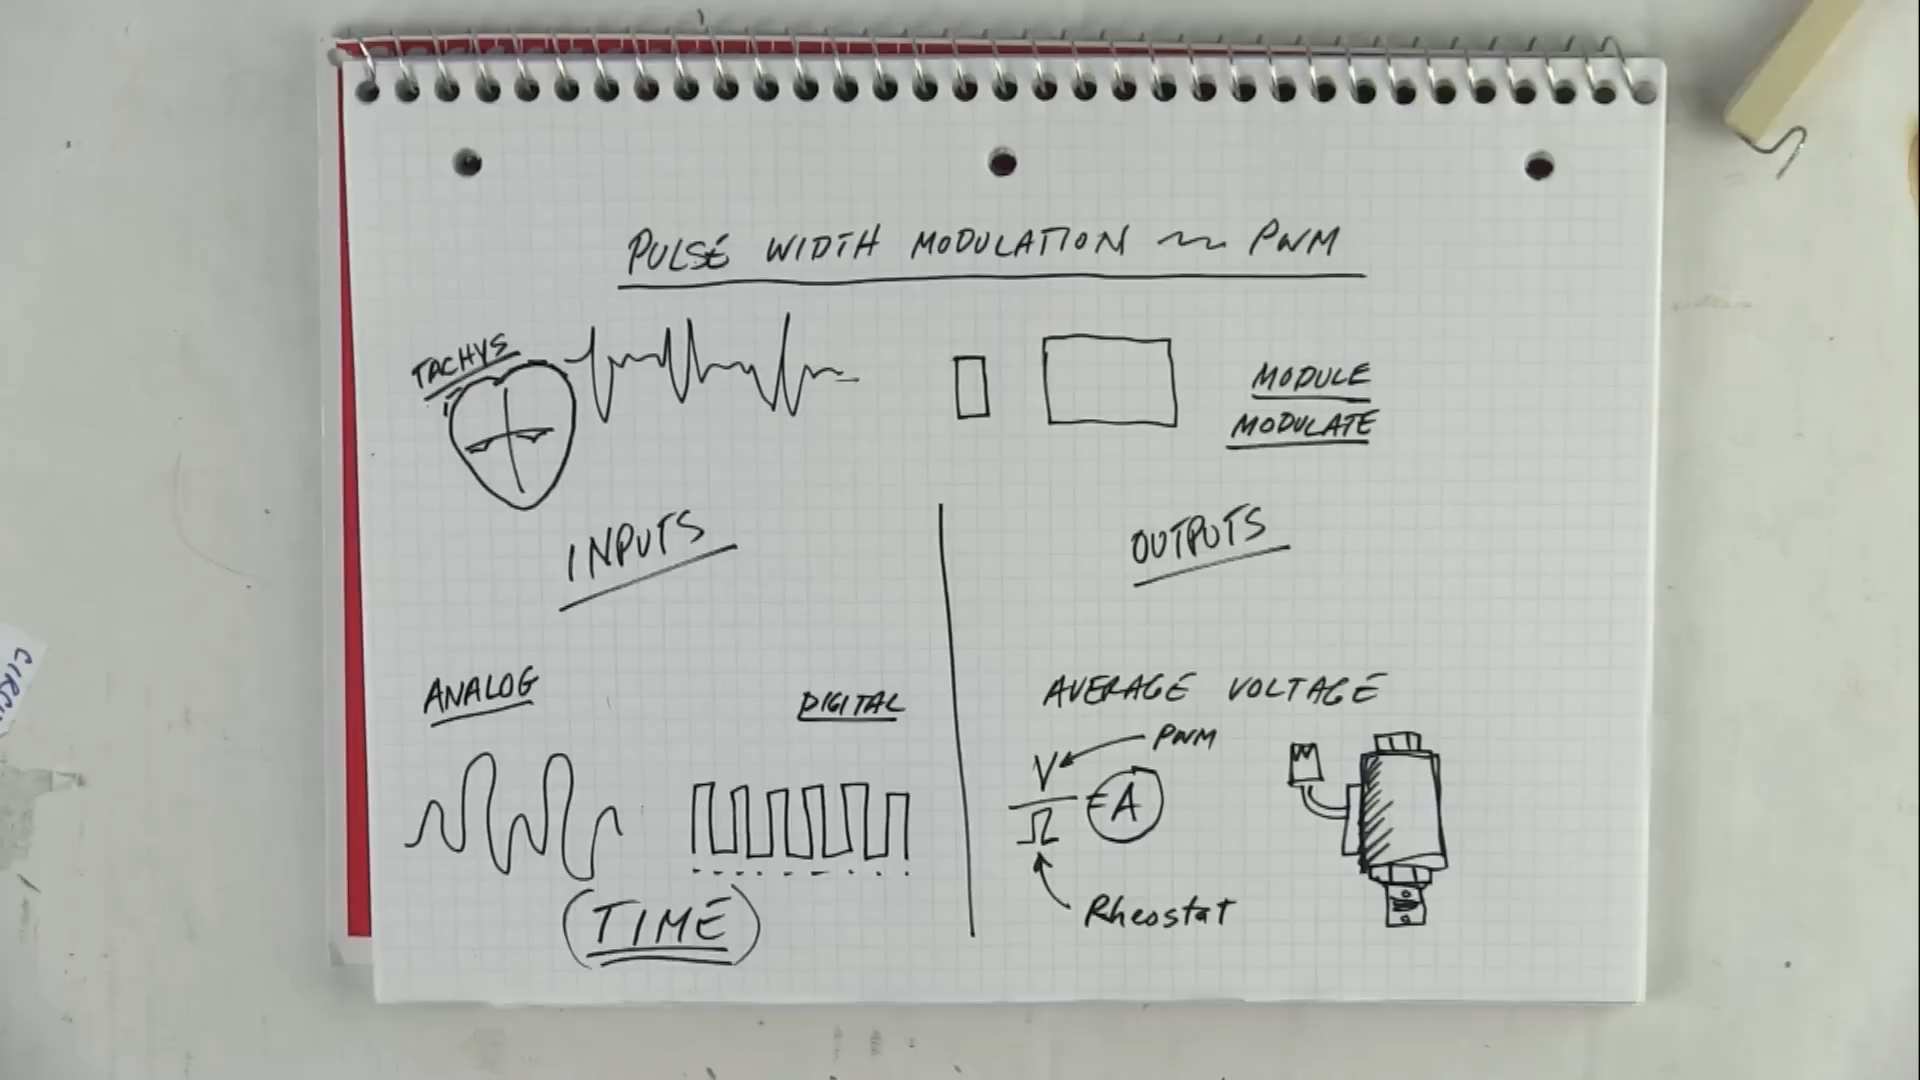 PULSE WIDTH MODULATION ~ PWM
TACHYS
MODULE
MODULATE
INPUTS
OUTPUTS
ANALOG
DIGITAL
AVERAGE VOLTAGE
PWM
V
A
Ω
Rheostat
(TIME)